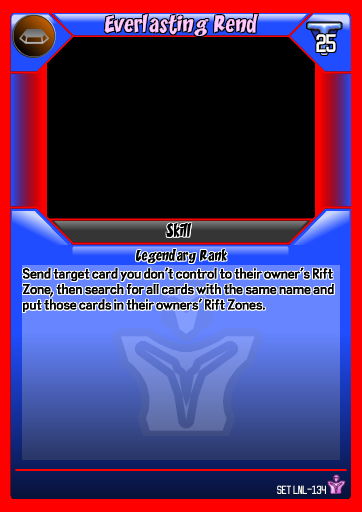 Everlasting Rend
25
Skill
Legendary Rank
Send target card you don't control to their owner's Rift
Zone, then search for all cards with the same name and
put those cards in their owners' Rift Zones.
SET LNL-134